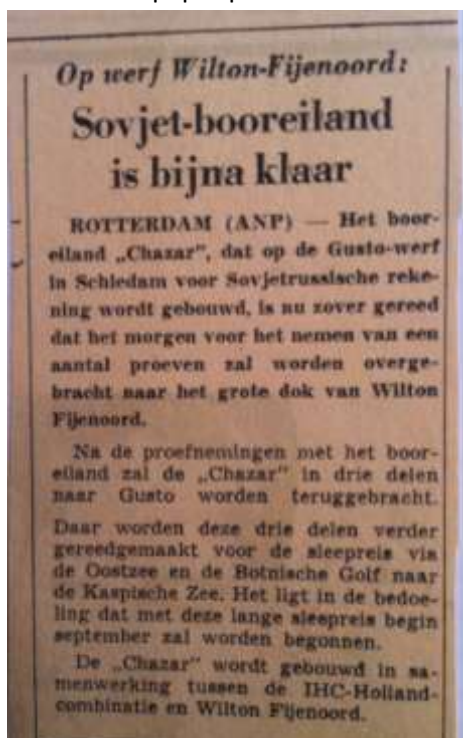 Op werf Wilton-Fijenoord:
Sovjet-booreiland
is bijna klaar
ROTTERDAM (ANP) — Het boor-
eiland „Chazar”, dat op de Gusto-werf
in Schiedam voor Sovjetrussische reke-
ning wordt gebouwd, is nu zover gereed
dat het morgen voor het nemen van een
aantal proeven zal worden overge-
bracht naar het grote dok van Wilton
Fijenoord.
Na de proefnemingen met het boor-
eiland zal de „Chazar” in drie delen
naar Gusto worden teruggebracht.
Daar worden deze drie delen verder
gereedgemaakt voor de sleepreis via
de Oostzee en de Botnische Golf naar
de Kaspische Zee. Het ligt in de bedoe-
ling dat met deze lange sleepreis begin
september zal worden begonnen.
De „Chazar” wordt gebouwd in sa-
menwerking tussen de IHC-Holland-
combinatie en Wilton Fijenoord.